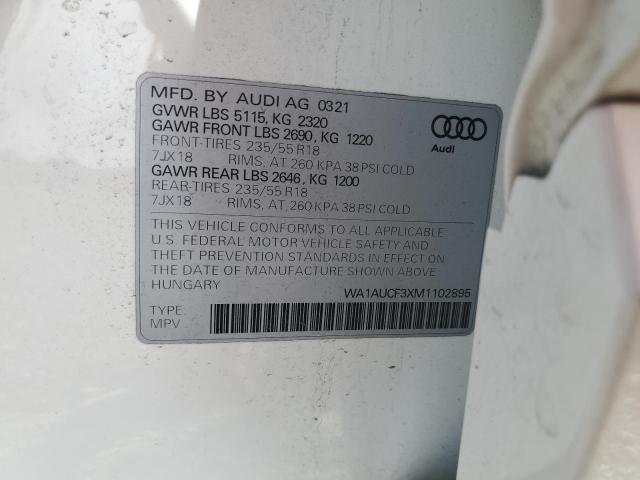 MFD. BY AUDI AG 0321
GVWR LBS 5115, KG 2320
GAWR FRONT LBS 2690, KG 1220
FRONT-TIRES 235/55 R18
7JX18 RIMS, AT 260 KPA 38 PSI COLD
GAWR REAR LBS 2646, KG 1200
REAR-TIRES 235/55 R18
7JX18 RIMS, AT 260 KPA 38 PSI COLD
Audi
THIS VEHICLE CONFORMS TO ALL APPLICABLE
U.S. FEDERAL MOTOR VEHICLE SAFETY AND
THEFT PREVENTION STANDARDS IN EFFECT ON
THE DATE OF MANUFACTURE SHOWN ABOVE.
HUNGARY
WA1AUCF3XM1102895
TYPE:
MPV